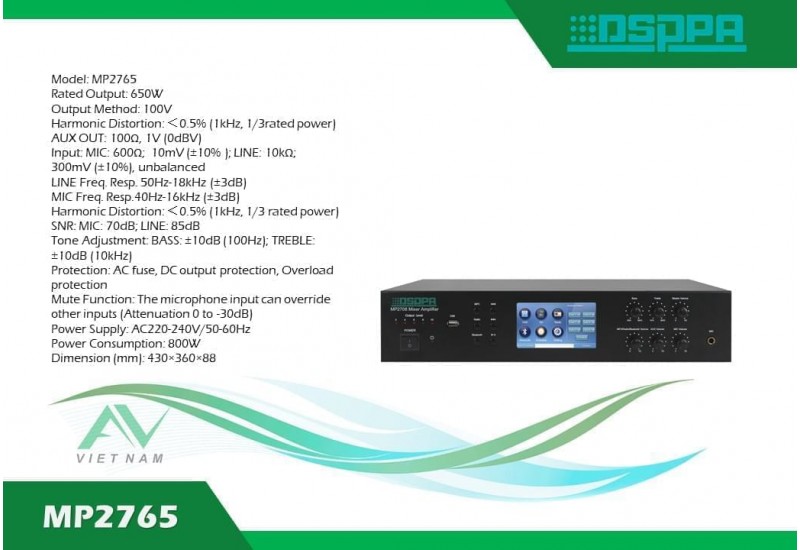 DSPPA
Model: MP2765
Rated Output: 650W
Output Method: 100V
Harmonic Distortion: ＜0.5% (1kHz, 1/3rated power)
AUX OUT: 100Ω, 1V (0dBV)
Input: MIC: 600Ω; 10mV (±10% ); LINE: 10kΩ;
300mV (±10%), unbalanced
LINE Freq. Resp. 50Hz-18kHz (±3dB)
MIC Freq. Resp.40Hz-16kHz (±3dB)
Harmonic Distortion: ＜0.5% (1kHz, 1/3 rated power)
SNR: MIC: 70dB; LINE: 85dB
Tone Adjustment: BASS: ±10dB (100Hz); TREBLE:
±10dB (10kHz)
Protection: AC fuse, DC output protection, Overload
protection
Mute Function: The microphone input can override
other inputs (Attenuation 0 to -30dB)
Power Supply: AC220-240V/50-60Hz
Power Consumption: 800W
Dimension (mm): 430×360×88
DSPPA
Mixer Amplifier
POWER
AV
VIETNAM
MP2765